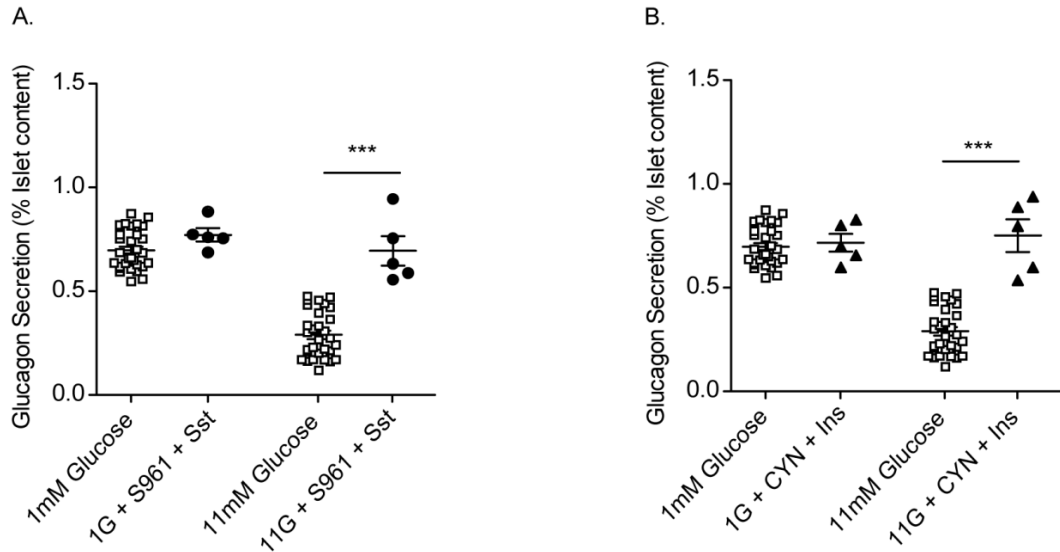 A.
Glucagon Secretion (% Islet content)
1.5
1.0
0.5
0.0
***
1mM Glucose
1G + S961 + Sst
11mM Glucose
11G + S961 + Sst
B.
Glucagon Secretion (% Islet content)
1.5
1.0
0.5
0.0
***
1mM Glucose
1G + CYN + Ins
11mM Glucose
11G + CYN + Ins